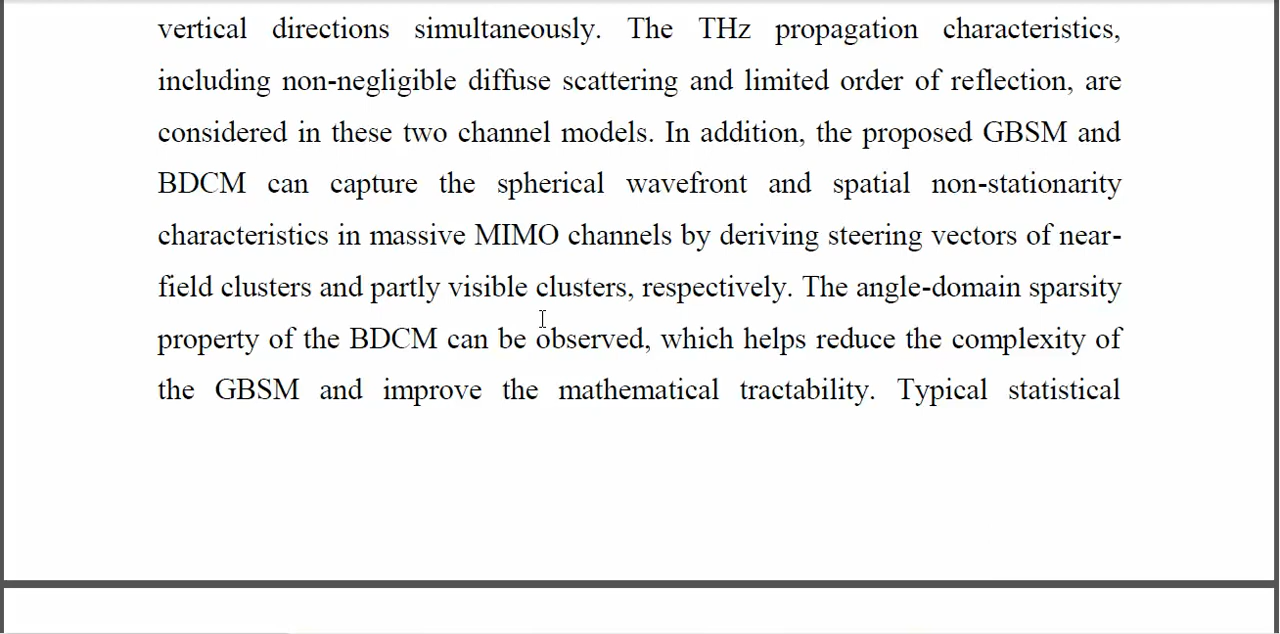 vertical directions simultaneously. The THz propagation characteristics,
including non-negligible diffuse scattering and limited order of reflection, are
considered in these two channel models. In addition, the proposed GBSM and
BDCM can capture the spherical wavefront and spatial non-stationarity
characteristics in massive MIMO channels by deriving steering vectors of near-
field clusters and partly visible clusters, respectively. The angle-domain sparsity
property of the BDCM can be observed, which helps reduce the complexity of
the GBSM and improve the mathematical tractability. Typical statistical